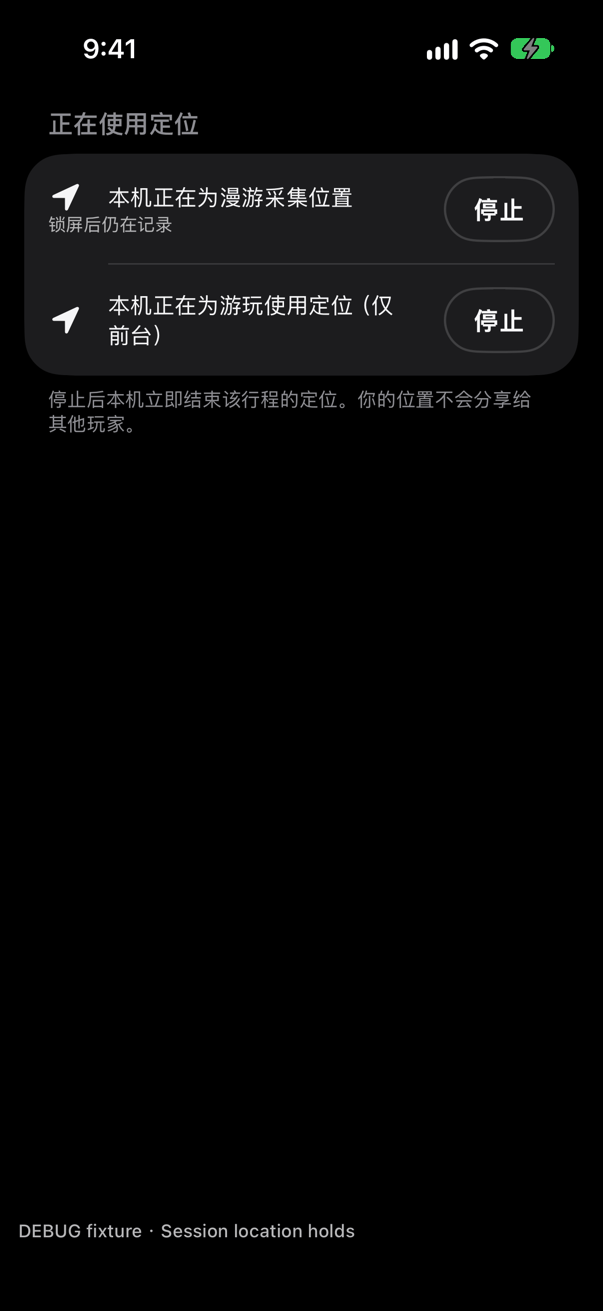 9:41
正在使用定位
本机正在为漫游采集位置
锁屏后仍在记录
停止
本机正在为游玩使用定位（仅
前台）
停止
停止后本机立即结束该行程的定位。你的位置不会分享给
其他玩家。
DEBUG fixture · Session location holds